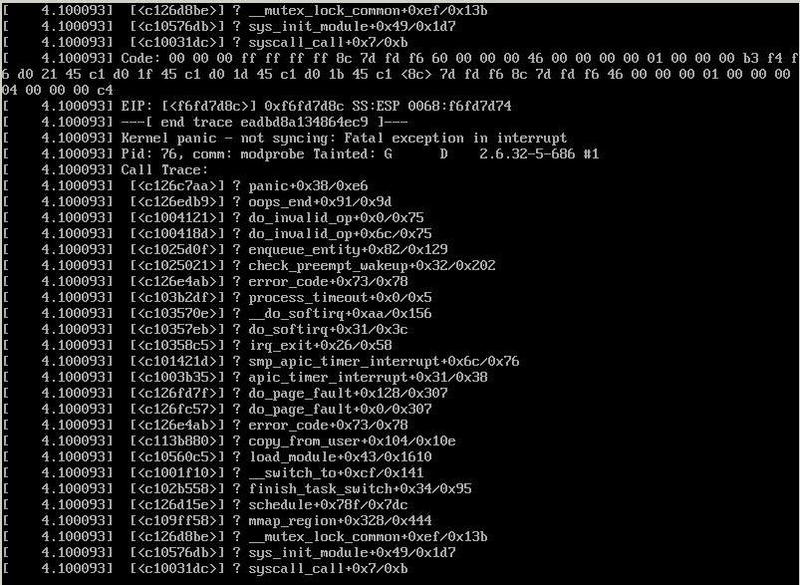 [    4.100093]  [<c126d8be>] ? __mutex_lock_common+0xef/0x13b
[    4.100093]  [<c10576db>] ? sys_init_module+0x49/0x1d7
[    4.100093]  [<c10031dc>] ? syscall_call+0x7/0xb
[    4.100093] Code: 00 00 ff ff ff ff 8c 7d fd f6 60 00 00 00 46 00 00 00 00 01 00 00 00 b3 f4 f
6 d0 21 45 c1 d0 1f 45 c1 d0 1d 45 c1 d0 1b 45 c1 <8c> 7d fd f6 8c 7d fd f6 46 00 00 00 01 00 00 00
04 00 00 00 c4
[    4.100093] EIP: [<f6fd7d8c>] 0xf6fd7d8c SS:ESP 0068:f6fd7d74
[    4.100093] ---[ end trace eadbd8a134864ec9 ]---
[    4.100093] Kernel panic - not syncing: Fatal exception in interrupt
[    4.100093] Pid: 76, comm: modprobe Tainted: G      D    2.6.32-5-686 #1
[    4.100093] Call Trace:
[    4.100093]  [<c126c7aa>] ? panic+0x38/0xe6
[    4.100093]  [<c126edb9>] ? oops_end+0x91/0x9d
[    4.100093]  [<c1004121>] ? do_invalid_op+0x0/0x75
[    4.100093]  [<c100418d>] ? do_invalid_op+0x6c/0x75
[    4.100093]  [<c1025d0f>] ? enqueue_entity+0x82/0x129
[    4.100093]  [<c1025021>] ? check_preempt_wakeup+0x32/0x202
[    4.100093]  [<c126e4ab>] ? error_code+0x73/0x78
[    4.100093]  [<c103b2df>] ? process_timeout+0x0/0x5
[    4.100093]  [<c103570e>] ? __do_softirq+0xaa/0x156
[    4.100093]  [<c10357eb>] ? do_softirq+0x31/0x3c
[    4.100093]  [<c10358c5>] ? irq_exit+0x26/0x58
[    4.100093]  [<c101421d>] ? smp_apic_timer_interrupt+0x6c/0x76
[    4.100093]  [<c1003b35>] ? apic_timer_interrupt+0x31/0x38
[    4.100093]  [<c126fd7f>] ? do_page_fault+0x128/0x307
[    4.100093]  [<c126fc57>] ? do_page_fault+0x0/0x307
[    4.100093]  [<c126e4ab>] ? error_code+0x73/0x78
[    4.100093]  [<c113b880>] ? copy_from_user+0x104/0x10e
[    4.100093]  [<c10560c5>] ? load_module+0x43/0x1610
[    4.100093]  [<c1001f10>] ? __switch_to+0xcf/0x141
[    4.100093]  [<c102b558>] ? finish_task_switch+0x34/0x95
[    4.100093]  [<c126d15e>] ? schedule+0x78f/0x7dc
[    4.100093]  [<c109ff58>] ? mmap_region+0x328/0x444
[    4.100093]  [<c126d8be>] ? __mutex_lock_common+0xef/0x13b
[    4.100093]  [<c10576db>] ? sys_init_module+0x49/0x1d7
[    4.100093]  [<c10031dc>] ? syscall_call+0x7/0xb